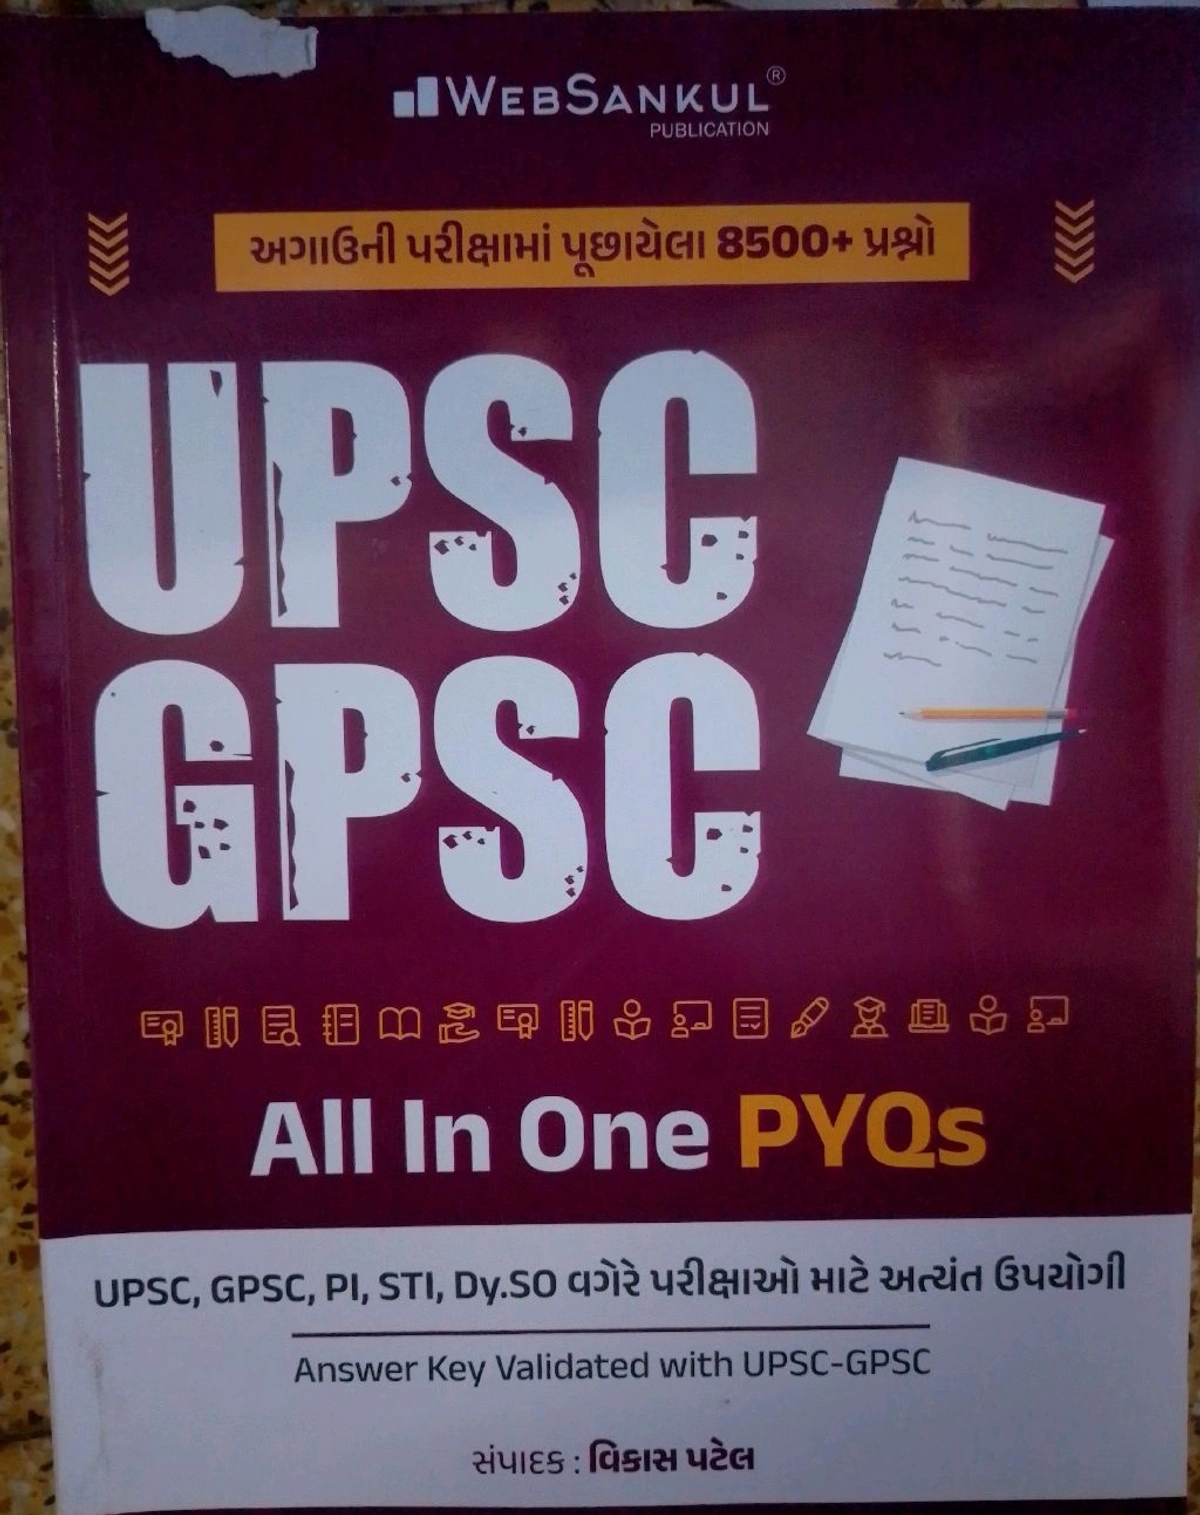 WEBSANKUL®
PUBLICATION
અગાઉની પરીક્ષામાં પૂછાયેલા 8500+ પ્રશ્નો
UPSC
GPSC
All In One PYQs
UPSC, GPSC, PI, STI, Dy.SO વગેરે પરીક્ષાઓ માટે અત્યંત ઉપયોગી
Answer Key Validated with UPSC-GPSC
સંપાદક : વિકાસ પટેલ